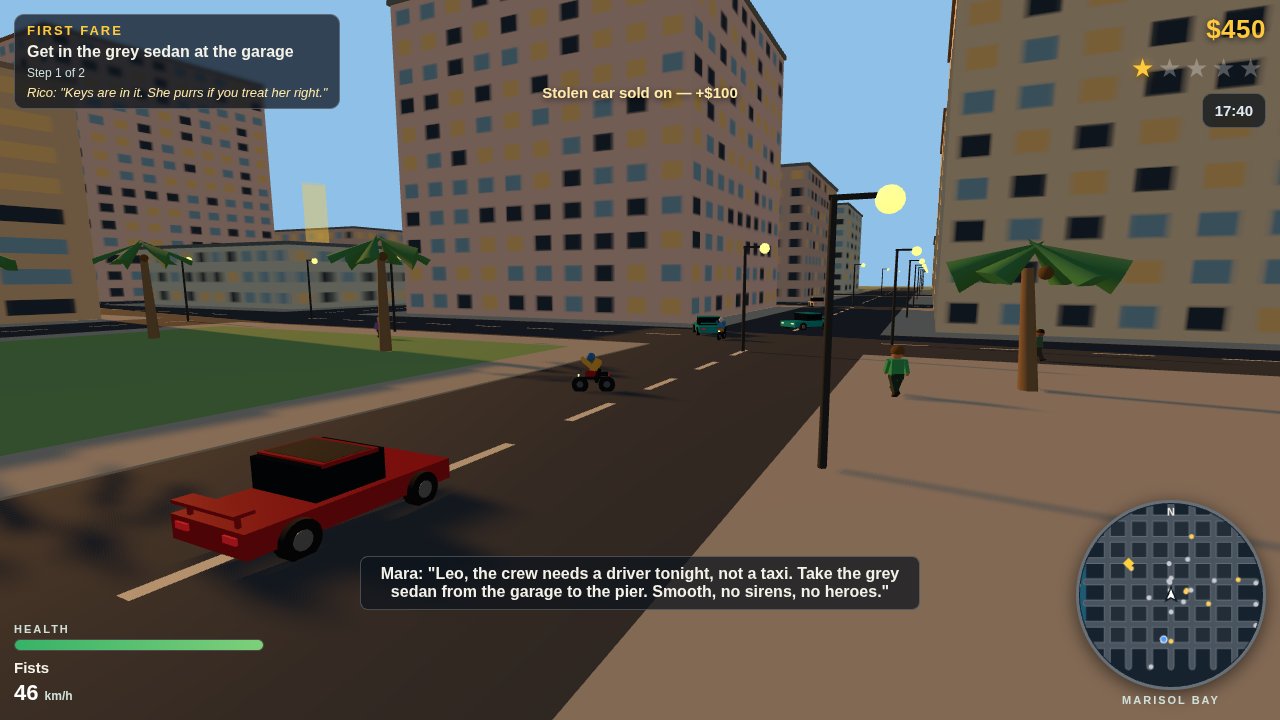 FIRST FARE
Get in the grey sedan at the garage
Step 1 of 2
Rico: "Keys are in it. She purrs if you treat her right."
Stolen car sold on — +$100
$450
17:40
Mara: "Leo, the crew needs a driver tonight, not a taxi. Take the grey
sedan from the garage to the pier. Smooth, no sirens, no heroes."
HEALTH
Fists
46 km/h
N
MARISOL BAY